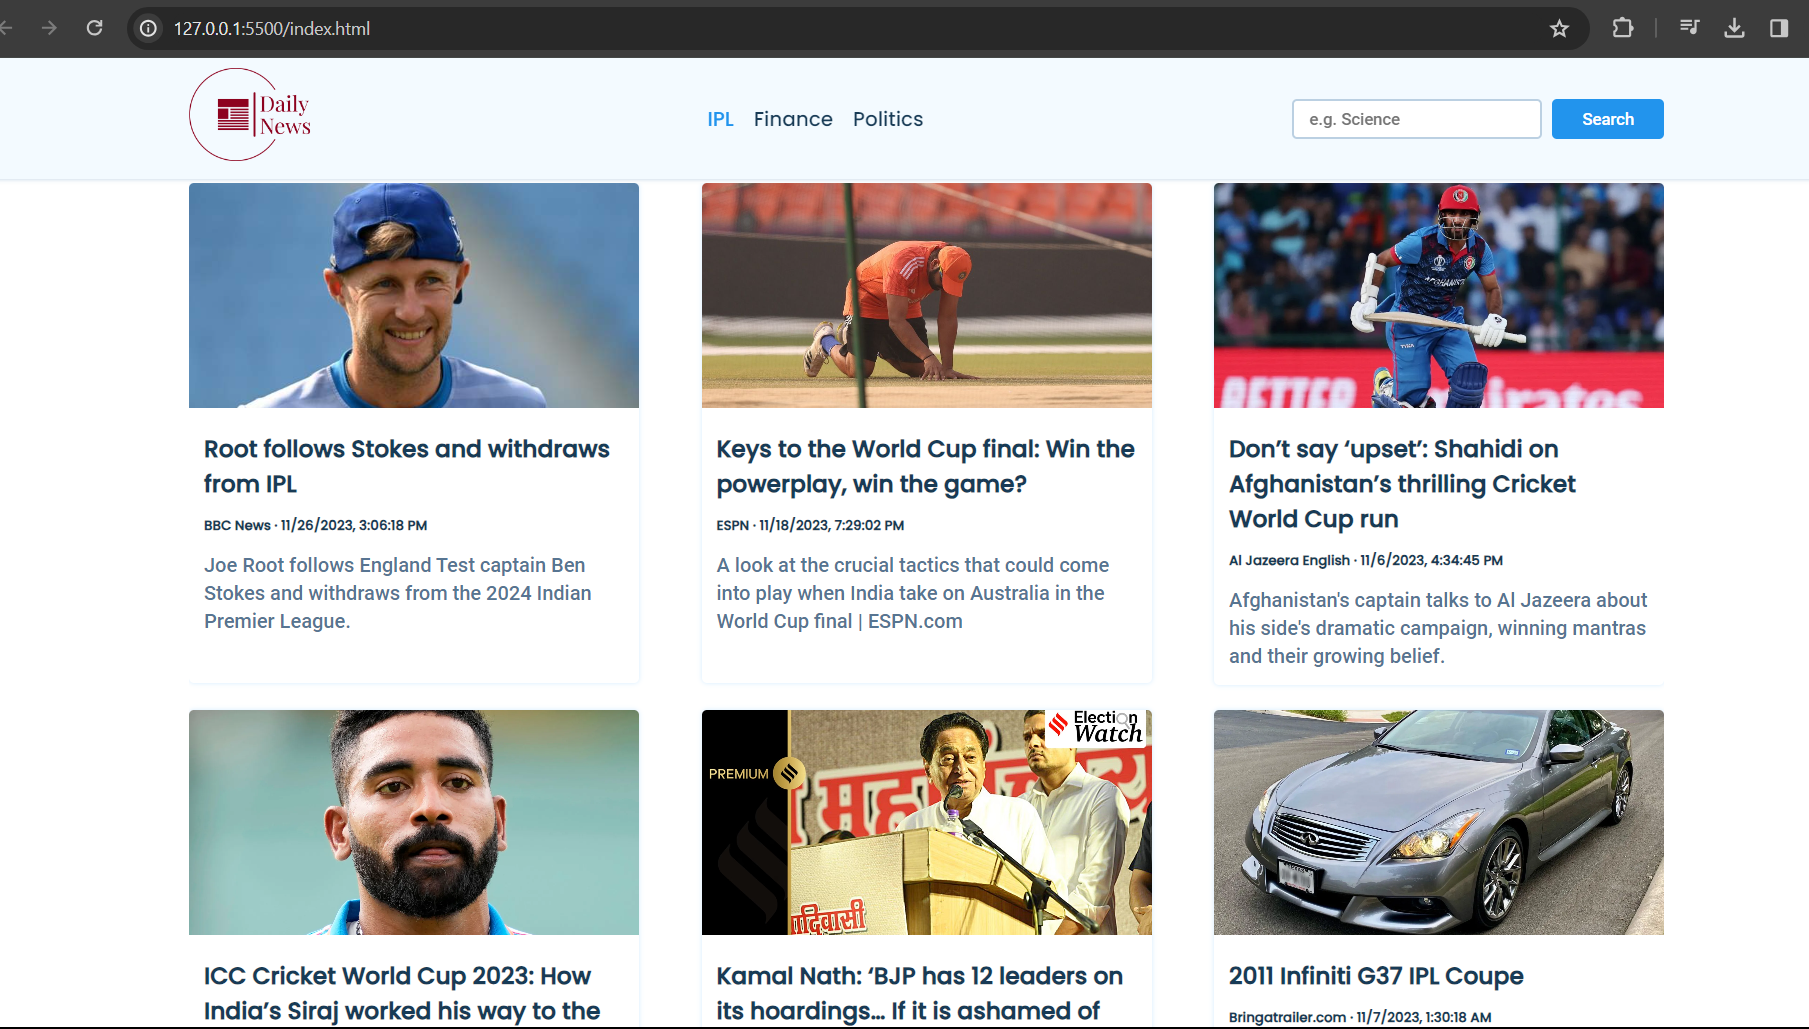 127.0.0.1:5500/index.html
Daily
News
IPL Finance Politics
e.g. Science
Search
AFGHANISTAN
BETTER
Emirates
Root follows Stokes and withdraws
from IPL
BBC News · 11/26/2023, 3:06:18 PM
Joe Root follows England Test captain Ben
Stokes and withdraws from the 2024 Indian
Premier League.
Keys to the World Cup final: Win the
powerplay, win the game?
ESPN · 11/18/2023, 7:29:02 PM
A look at the crucial tactics that could come
into play when India take on Australia in the
World Cup final | ESPN.com
Don’t say ‘upset’: Shahidi on
Afghanistan’s thrilling Cricket
World Cup run
Al Jazeera English · 11/6/2023, 4:34:45 PM
Afghanistan's captain talks to Al Jazeera about
his side's dramatic campaign, winning mantras
and their growing belief.
PREMIUM
Election
Watch
ICC Cricket World Cup 2023: How
India’s Siraj worked his way to the
Kamal Nath: ‘BJP has 12 leaders on
its hoardings... If it is ashamed of
2011 Infiniti G37 IPL Coupe
Bringatrailer.com · 11/7/2023, 1:30:18 AM